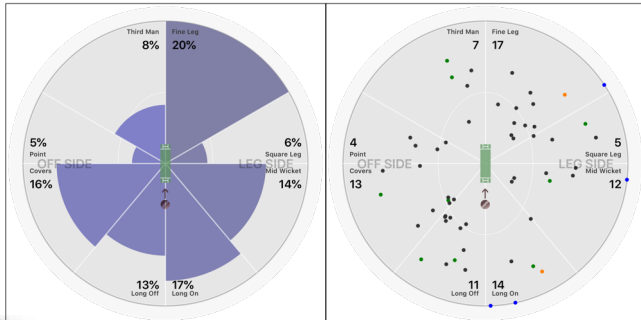 Third Man
8%
Fine Leg
20%
5%
Point
OFF SIDE
Covers
16%
6%
Square Leg
LEG SIDE
Mid Wicket
14%
13%
Long Off
17%
Long On
Third Man
7
Fine Leg
17
4
Point
OFF SIDE
Covers
13
5
Square Leg
LEG SIDE
Mid Wicket
12
11
Long Off
14
Long On